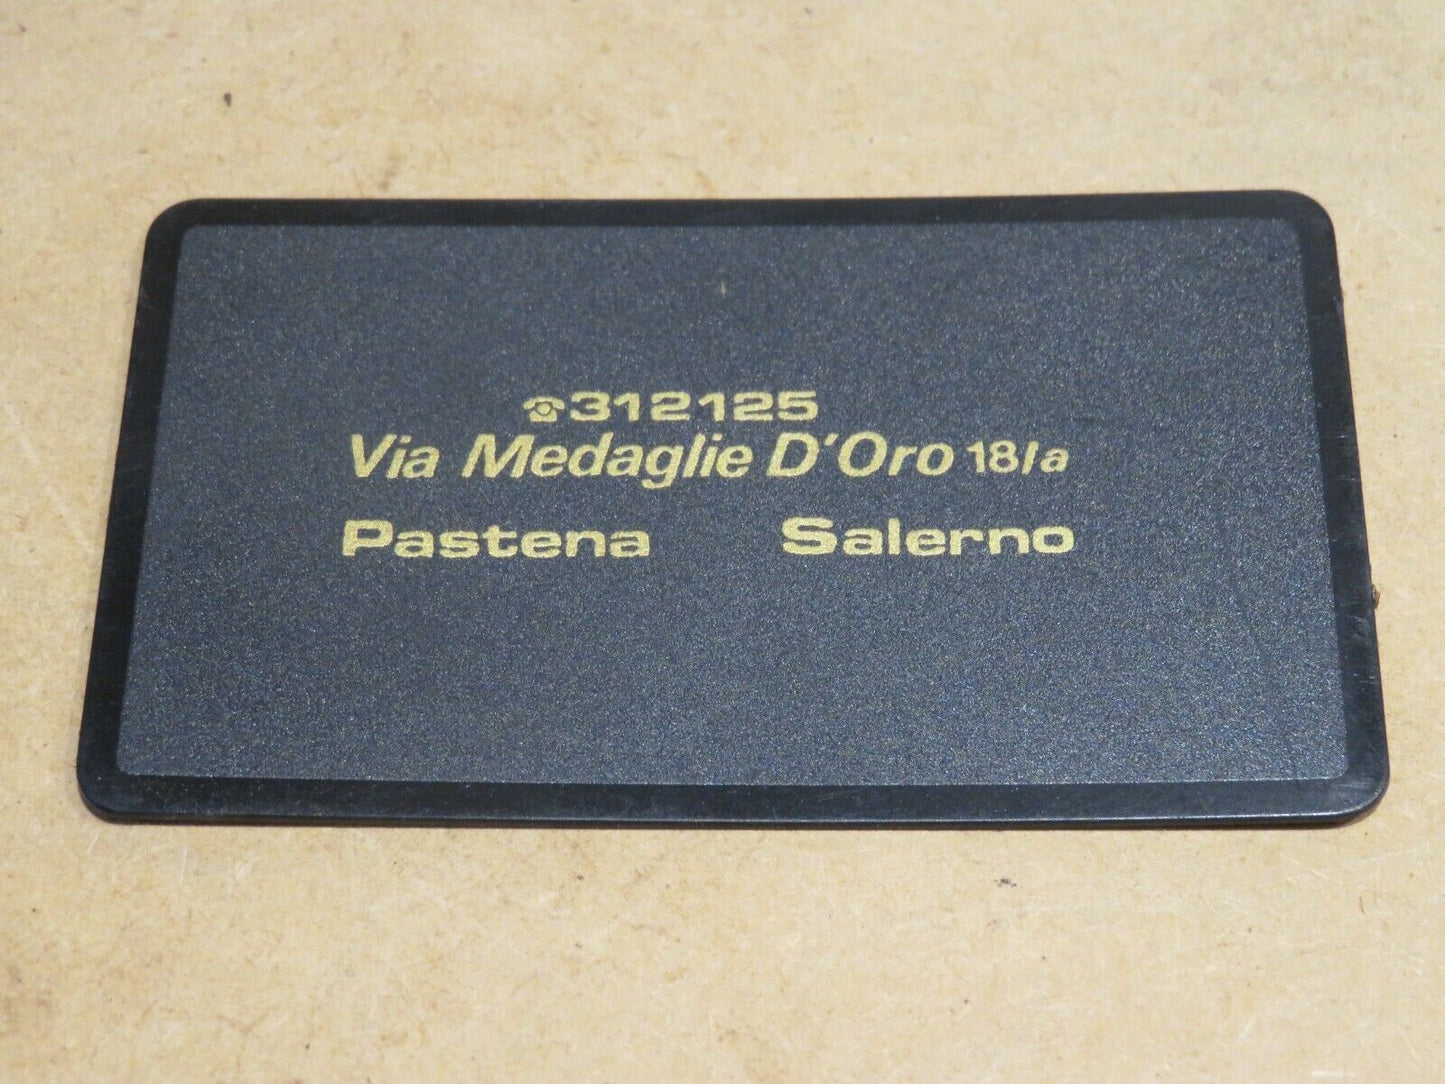 ☎312125
Via Medaglie D'Oro 18/a
Pastena Salerno